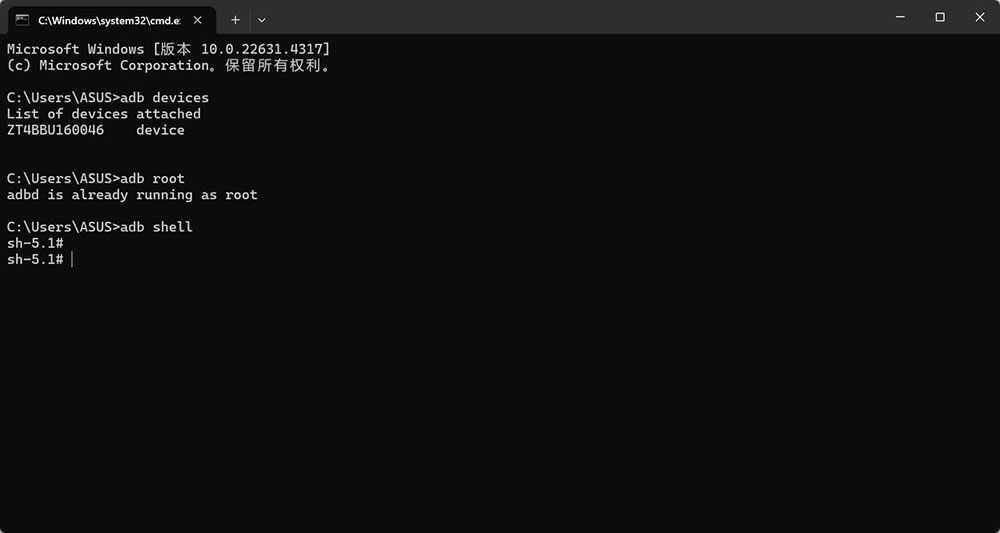 C:\Windows\system32\cmd.e
Microsoft Windows [版本 10.0.22631.4317]
(c) Microsoft Corporation。保留所有权利。
C:\Users\ASUS>adb devices
List of devices attached
ZT4BBU160046    device
C:\Users\ASUS>adb root
adbd is already running as root
C:\Users\ASUS>adb shell
sh-5.1#
sh-5.1#